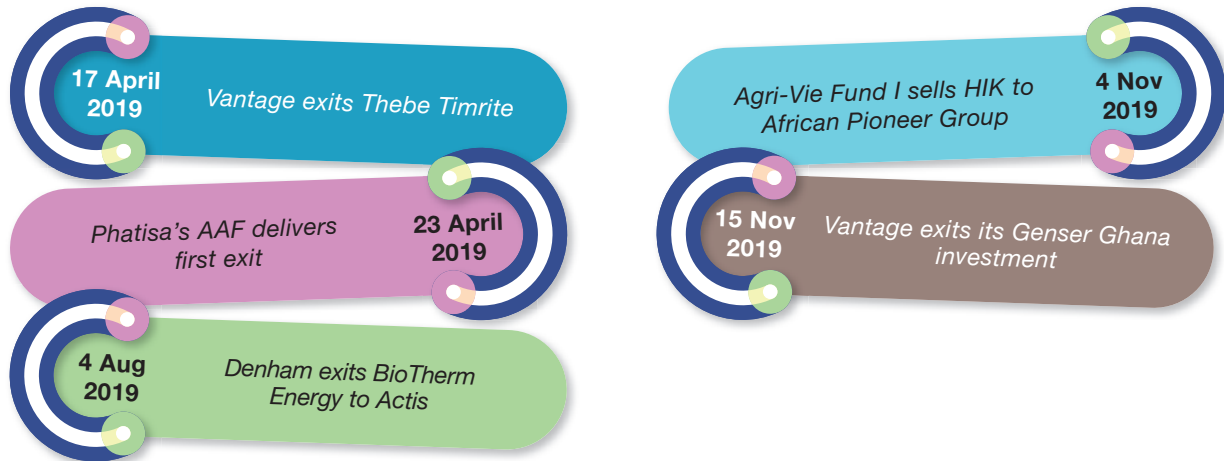 17 April
2019
Vantage exits Thebe Timrite
Phatisa's AAF delivers
first exit
23 April
2019
4 Aug
2019
Denham exits BioTherm
Energy to Actis
Agri-Vie Fund I sells HIK to
African Pioneer Group
4 Nov
2019
15 Nov
2019
Vantage exits its Genser Ghana
investment